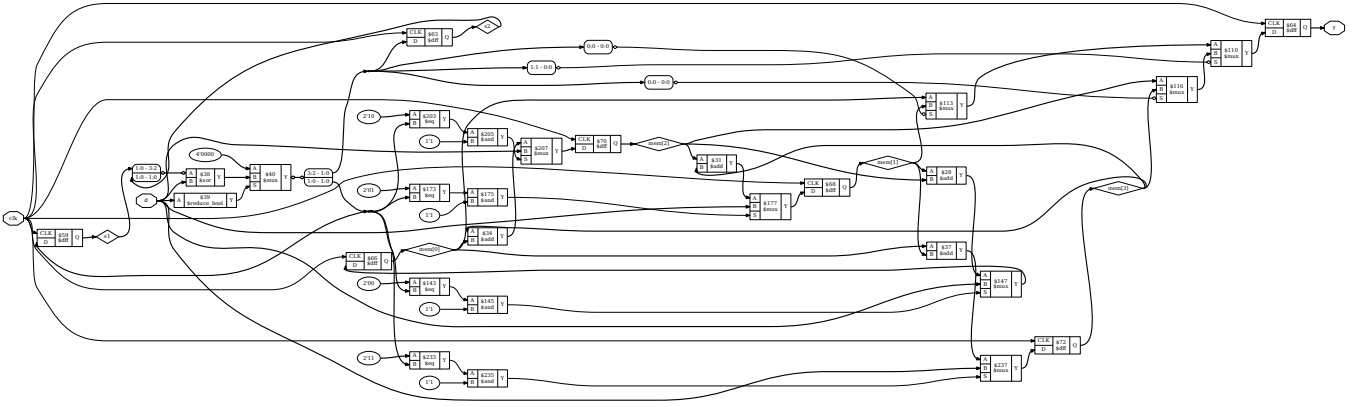 clk
d
CLK
D
$59
$dff
Q
s1
1:0 - 3:2
1:0 - 1:0
4'0000
A
B
$38
$xor
Y
A
$39
$reduce_bool
Y
A
B
S
$40
$mux
Y
3:2 - 1:0
1:0 - 1:0
CLK
D
$63
$dff
Q
s2
0:0 - 0:0
1:1 - 0:0
0:0 - 0:0
2'10
A
B
$203
$eq
Y
1'1
A
B
$205
$and
Y
A
B
S
$207
$mux
Y
CLK
D
$70
$dff
Q
mem[2]
2'01
A
B
$173
$eq
Y
1'1
A
B
$175
$and
Y
A
B
$34
$add
Y
CLK
D
$66
$dff
Q
mem[0]
2'00
A
B
$143
$eq
Y
1'1
A
B
$145
$and
Y
2'11
A
B
$233
$eq
Y
1'1
A
B
$235
$and
Y
A
B
$31
$add
Y
A
B
S
$177
$mux
Y
CLK
D
$68
$dff
Q
mem[1]
A
B
S
$113
$mux
Y
A
B
$28
$add
Y
A
B
$37
$add
Y
A
B
S
$147
$mux
Y
A
B
S
$237
$mux
Y
CLK
D
$72
$dff
Q
mem[3]
A
B
S
$116
$mux
Y
A
B
S
$110
$mux
Y
CLK
D
$64
$dff
Q
y